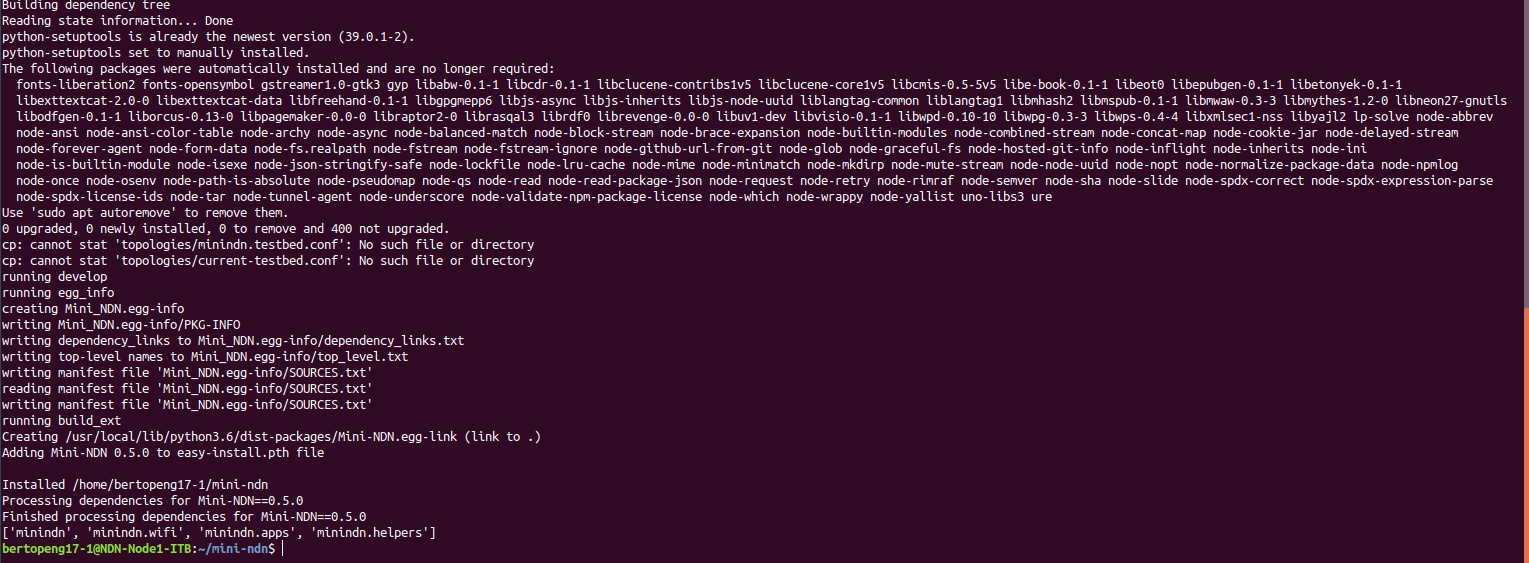 Building dependency tree
Reading state information... Done
python-setuptools is already the newest version (39.0.1-2).
python-setuptools set to manually installed.
The following packages were automatically installed and are no longer required:
  fonts-liberation2 fonts-opensymbol gstreamer1.0-gtk3 gyp libabw-0.1-1 libcdr-0.1-1 libclucene-contribs1v5 libclucene-core1v5 libcmis-0.5-5v5 libe-book-0.1-1 libeot0 libepubgen-0.1-1 libetonyek-0.1-1
  libexttextcat-2.0-0 libexttextcat-data libfreehand-0.1-1 libgpgmepp6 libjs-async libjs-inherits libjs-node-uuid liblangtag-common liblangtag1 libmhash2 libmspub-0.1-1 libmwaw-0.3-3 libmythes-1.2-0 libneon27-gnutls
  libodfgen-0.1-1 liborcus-0.13-0 libpagemaker-0.0-0 libraptor2-0 librasqal3 librdf0 librevenge-0.0-0 libuv1-dev libvisio-0.1-1 libwpd-0.10-10 libwpg-0.3-3 libwps-0.4-4 libxmlsec1-nss libyajl2 lp-solve node-abbrev
  node-ansi node-ansi-color-table node-archy node-async node-balanced-match node-block-stream node-brace-expansion node-builtin-modules node-combined-stream node-concat-map node-cookie-jar node-delayed-stream
  node-forever-agent node-form-data node-fs.realpath node-fstream node-fstream-ignore node-github-url-from-git node-glob node-graceful-fs node-hosted-git-info node-inflight node-inherits node-ini
  node-is-builtin-module node-isexe node-json-stringify-safe node-lockfile node-lru-cache node-mime node-minimatch node-mkdirp node-mute-stream node-node-uuid node-nopt node-normalize-package-data node-npmlog
  node-once node-osenv node-path-is-absolute node-pseudomap node-qs node-read node-read-package-json node-request node-retry node-rimraf node-semver node-sha node-slide node-spdx-correct node-spdx-expression-parse
  node-spdx-license-ids node-tar node-tunnel-agent node-underscore node-validate-npm-package-license node-which node-wrappy node-yallist uno-libs3 ure
Use 'sudo apt autoremove' to remove them.
0 upgraded, 0 newly installed, 0 to remove and 400 not upgraded.
cp: cannot stat 'topologies/minindn.testbed.conf': No such file or directory
cp: cannot stat 'topologies/current-testbed.conf': No such file or directory
running develop
running egg_info
creating Mini_NDN.egg-info
writing Mini_NDN.egg-info/PKG-INFO
writing dependency_links to Mini_NDN.egg-info/dependency_links.txt
writing top-level names to Mini_NDN.egg-info/top_level.txt
writing manifest file 'Mini_NDN.egg-info/SOURCES.txt'
reading manifest file 'Mini_NDN.egg-info/SOURCES.txt'
writing manifest file 'Mini_NDN.egg-info/SOURCES.txt'
running build_ext
Creating /usr/local/lib/python3.6/dist-packages/Mini-NDN.egg-link (link to .)
Adding Mini-NDN 0.5.0 to easy-install.pth file

Installed /home/bertopeng17-1/mini-ndn
Processing dependencies for Mini-NDN==0.5.0
Finished processing dependencies for Mini-NDN==0.5.0
['minindn', 'minindn.wifi', 'minindn.apps', 'minindn.helpers']
bertopeng17-1@NDN-Node1-ITB:~/mini-ndn$